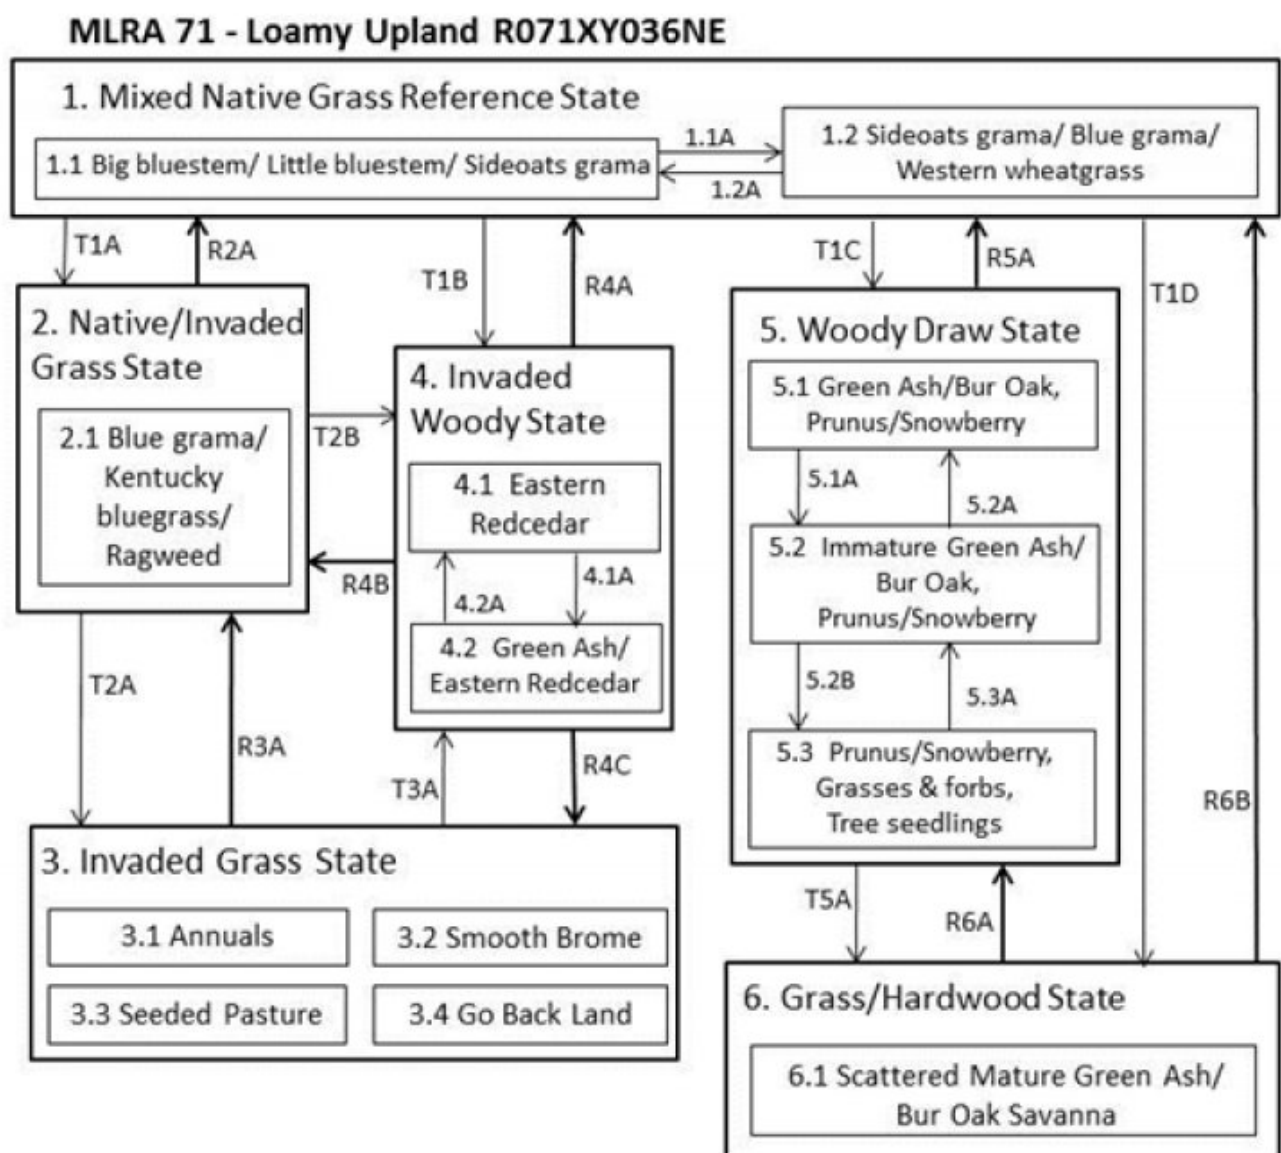 MLRA 71 - Loamy Upland R071XY036NE
1. Mixed Native Grass Reference State
1.1 Big bluestem/ Little bluestem/ Sideoats grama
1.1A
1.2A
1.2 Sideoats grama/ Blue grama/
Western wheatgrass
T1A
R2A
T1B
R4A
T1C
R5A
T1D
2. Native/Invaded
Grass State
2.1 Blue grama/
Kentucky
bluegrass/
Ragweed
T2B
R4B
4. Invaded
Woody State
4.1 Eastern
Redcedar
4.2A
4.1A
4.2 Green Ash/
Eastern Redcedar
5. Woody Draw State
5.1 Green Ash/Bur Oak,
Prunus/Snowberry
5.1A
5.2A
5.2 Immature Green Ash/
Bur Oak,
Prunus/Snowberry
5.2B
5.3A
5.3 Prunus/Snowberry,
Grasses & forbs,
Tree seedlings
T2A
R3A
T3A
R4C
R6B
3. Invaded Grass State
3.1 Annuals
3.2 Smooth Brome
3.3 Seeded Pasture
3.4 Go Back Land
T5A
R6A
6. Grass/Hardwood State
6.1 Scattered Mature Green Ash/
Bur Oak Savanna